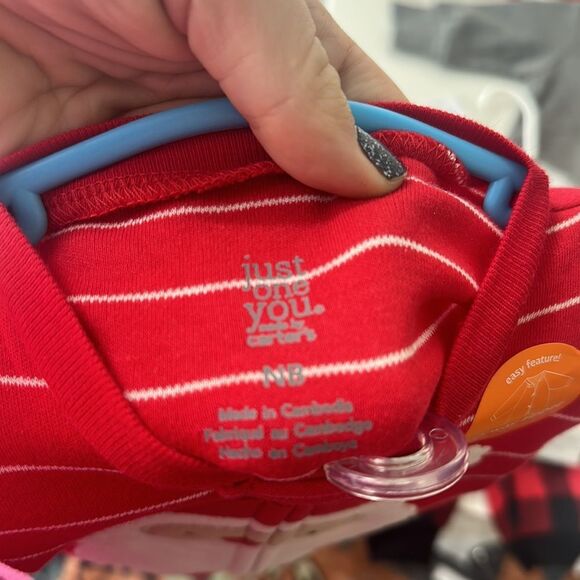 just
one
you.
made by
carter's
NB
Made in Cambodia
Fabriqué au Cambodge
Hecho en Camboya
easy feature!